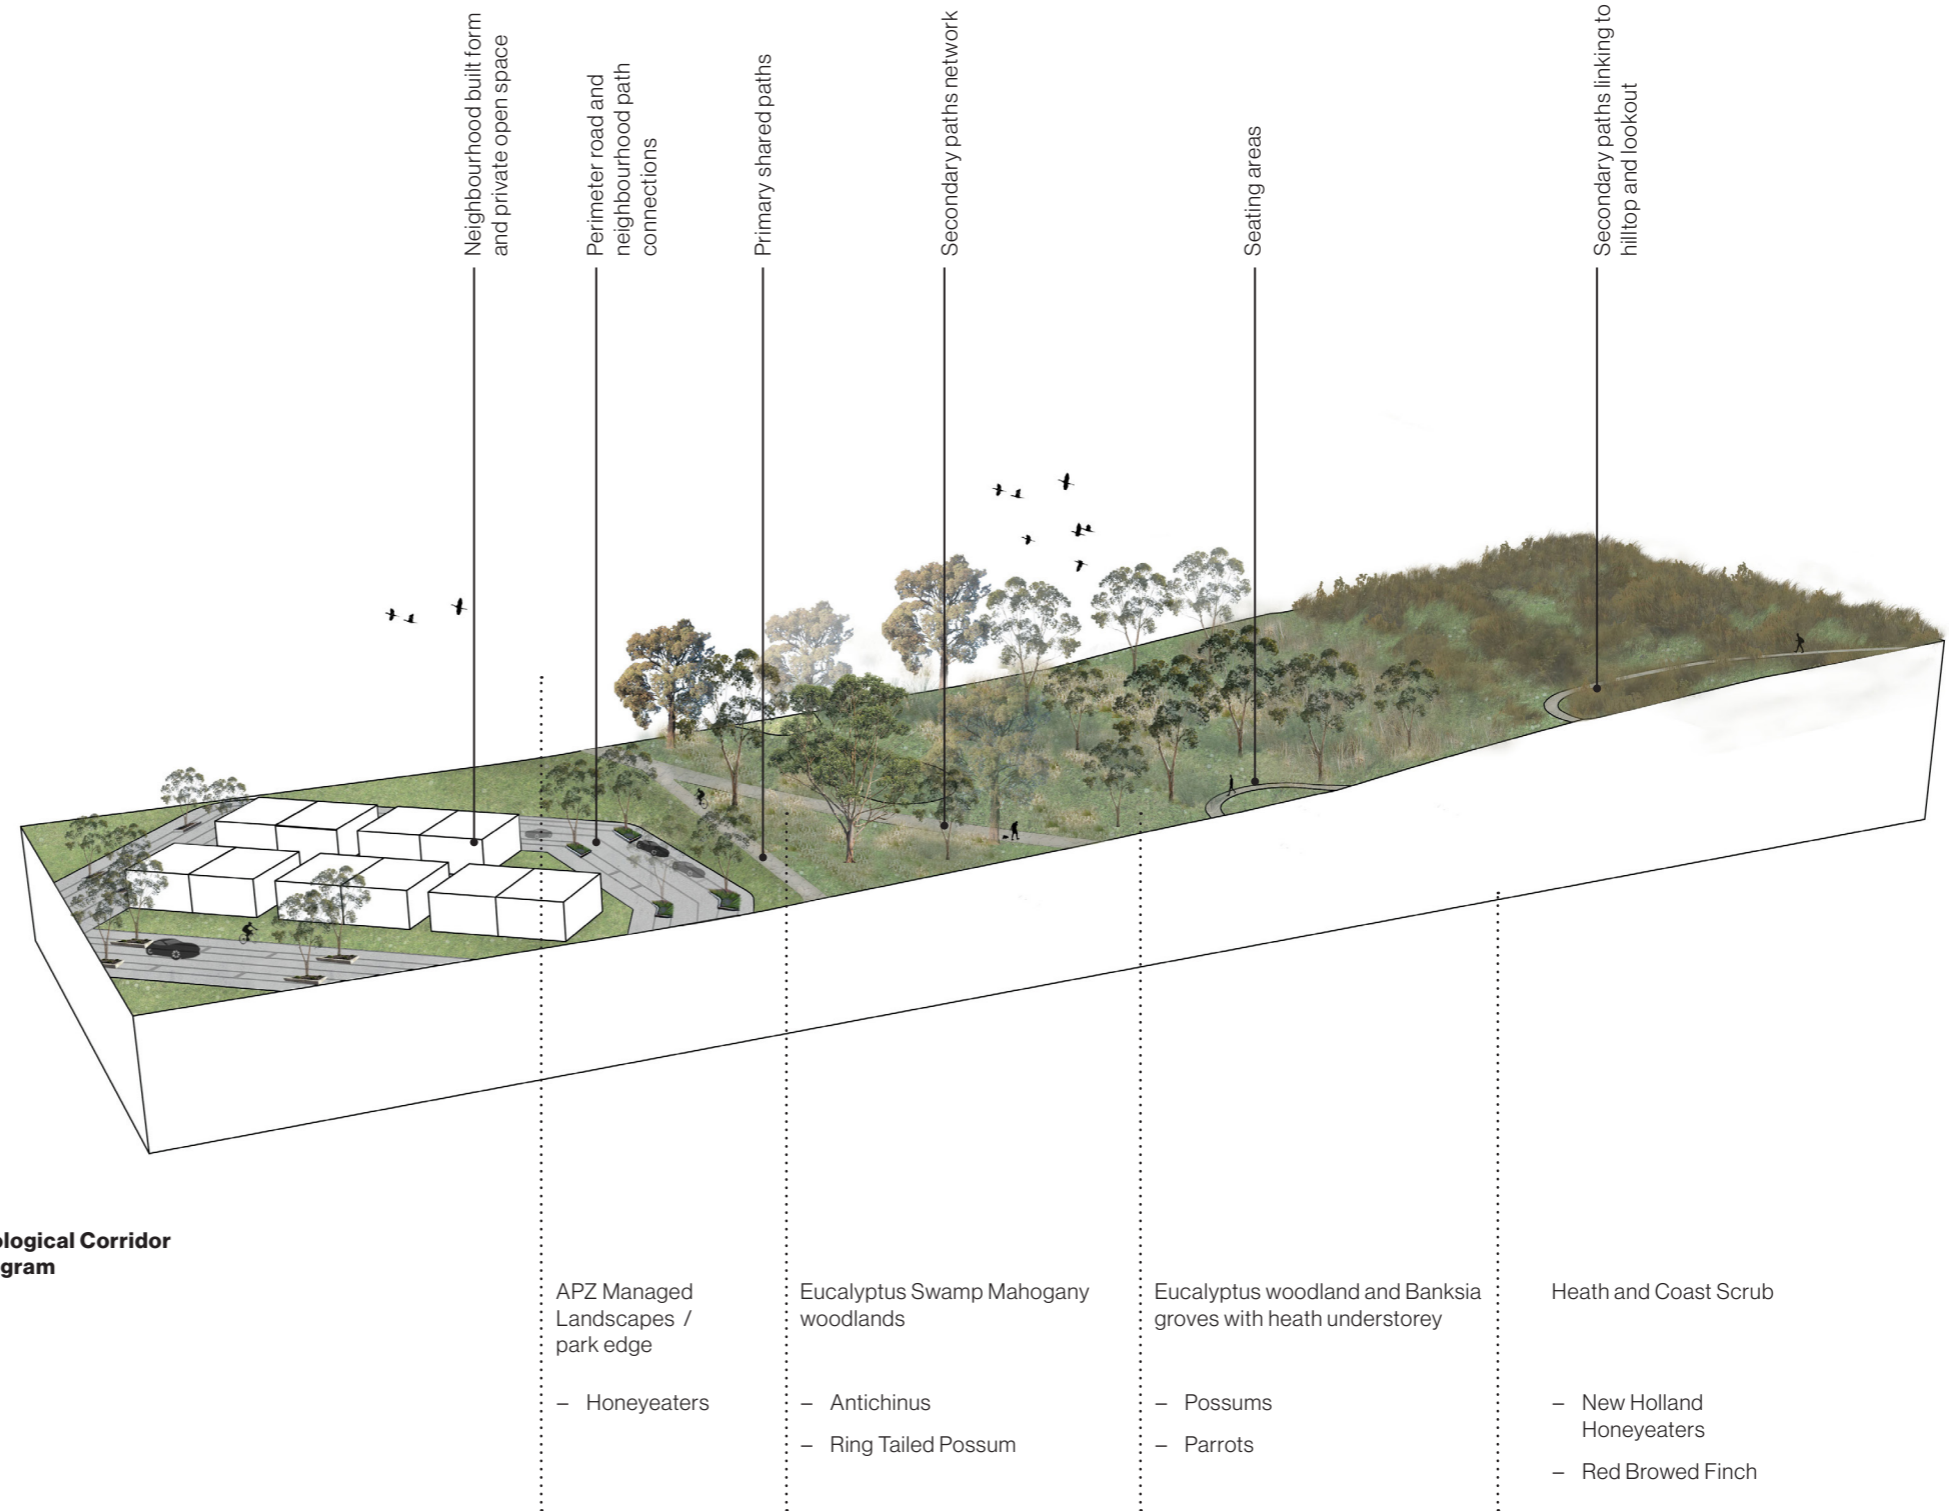 Neighbourhood built form
and private open space
Perimeter road and
neighbourhood path
connections
Primary shared paths
Secondary paths network
Seating areas
Secondary paths linking to
hilltop and lookout
ological Corridor
gram
APZ Managed
Landscapes /
park edge
– Honeyeaters
Eucalyptus Swamp Mahogany
woodlands
– Antichinus
– Ring Tailed Possum
Eucalyptus woodland and Banksia
groves with heath understorey
– Possums
– Parrots
Heath and Coast Scrub
– New Holland
Honeyeaters
– Red Browed Finch